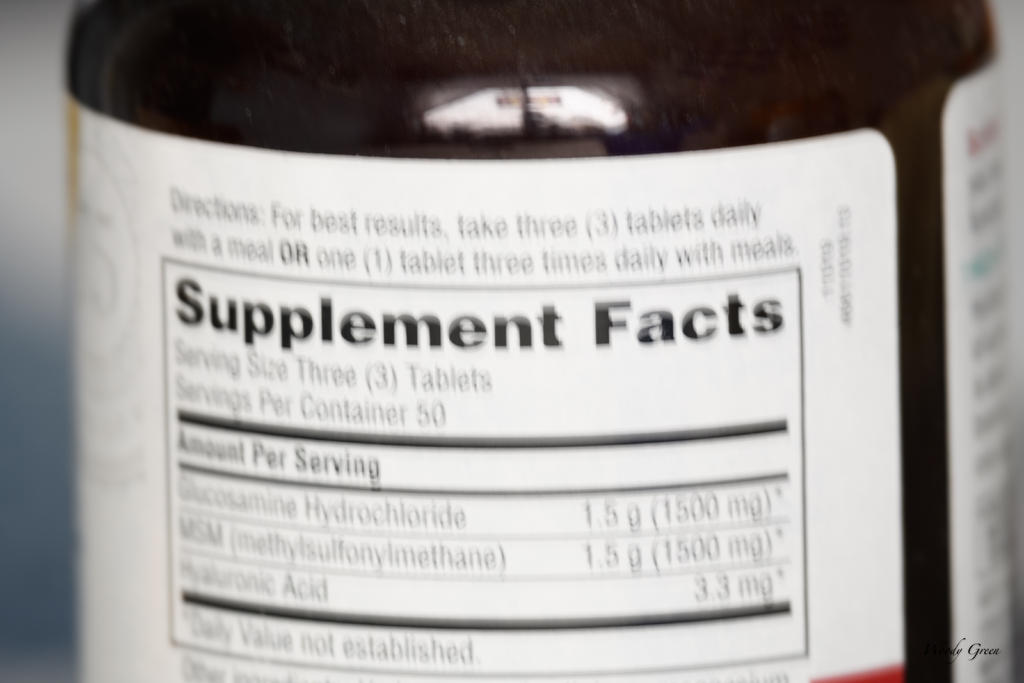 Directions: For best results, take three (3) tablets daily
with a meal OR one (1) tablet three times daily with meals.
Supplement Facts
Serving Size Three (3) Tablets
Servings Per Container 50
Amount Per Serving
Glucosamine Hydrochloride 1.5 g (1500 mg)*
MSM (methylsulfonylmethane) 1.5 g (1500 mg)*
Hyaluronic Acid 3.3 mg*
*Daily Value not established.
Other
Woody Green